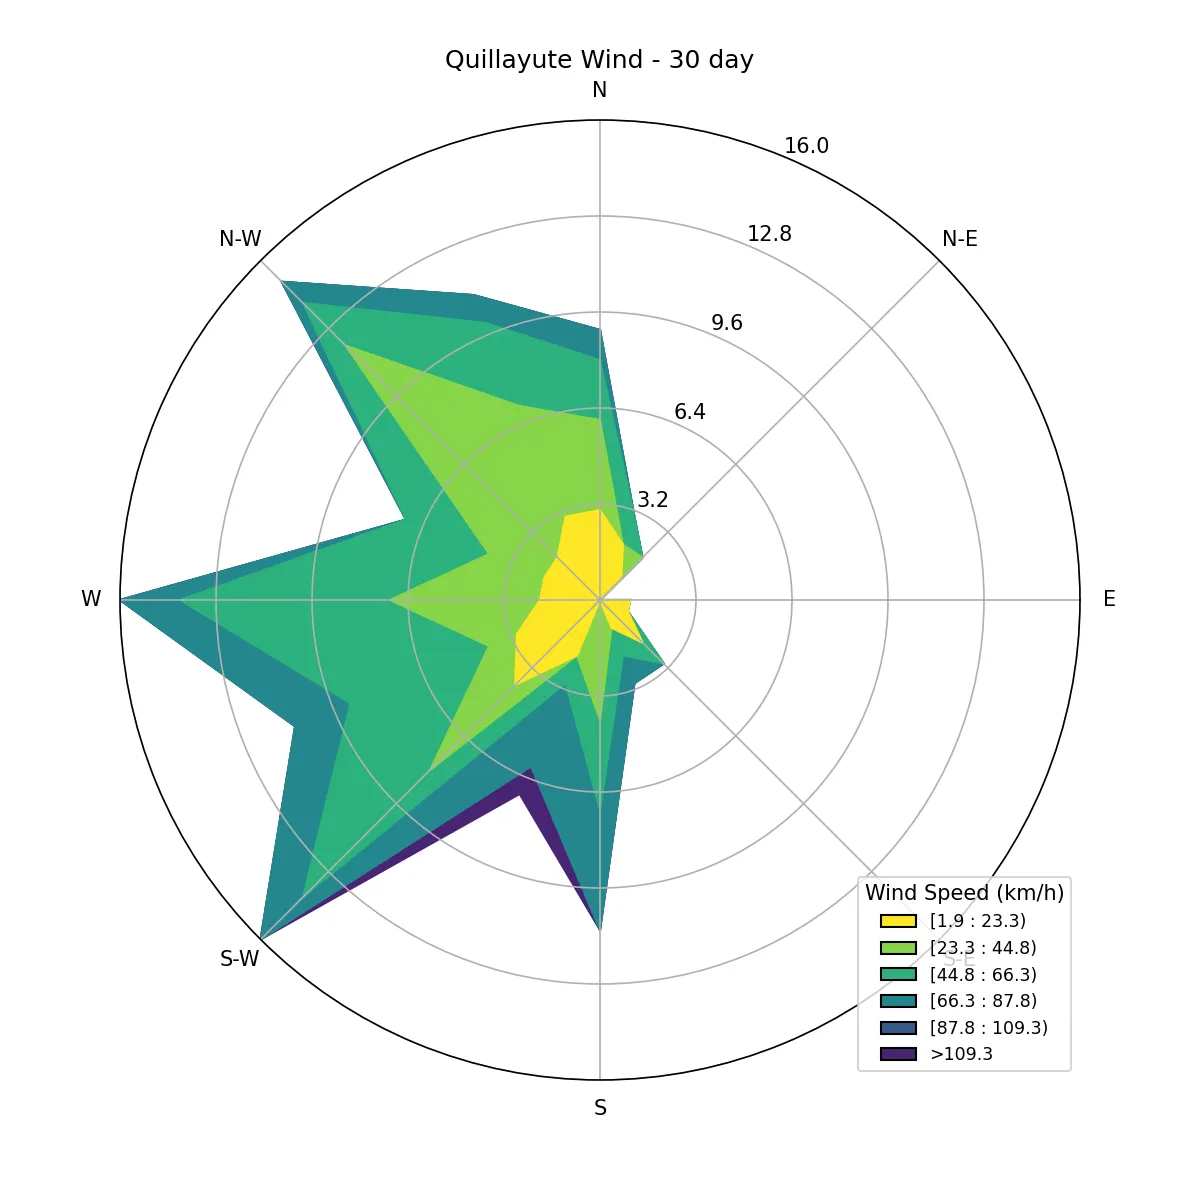 Quillayute Wind - 30 day
N
16.0
N-W
12.8
N-E
9.6
6.4
3.2
W
E
S-W
S-E
S
Wind Speed (km/h)
[1.9 : 23.3)
[23.3 : 44.8)
[44.8 : 66.3)
[66.3 : 87.8)
[87.8 : 109.3)
>109.3